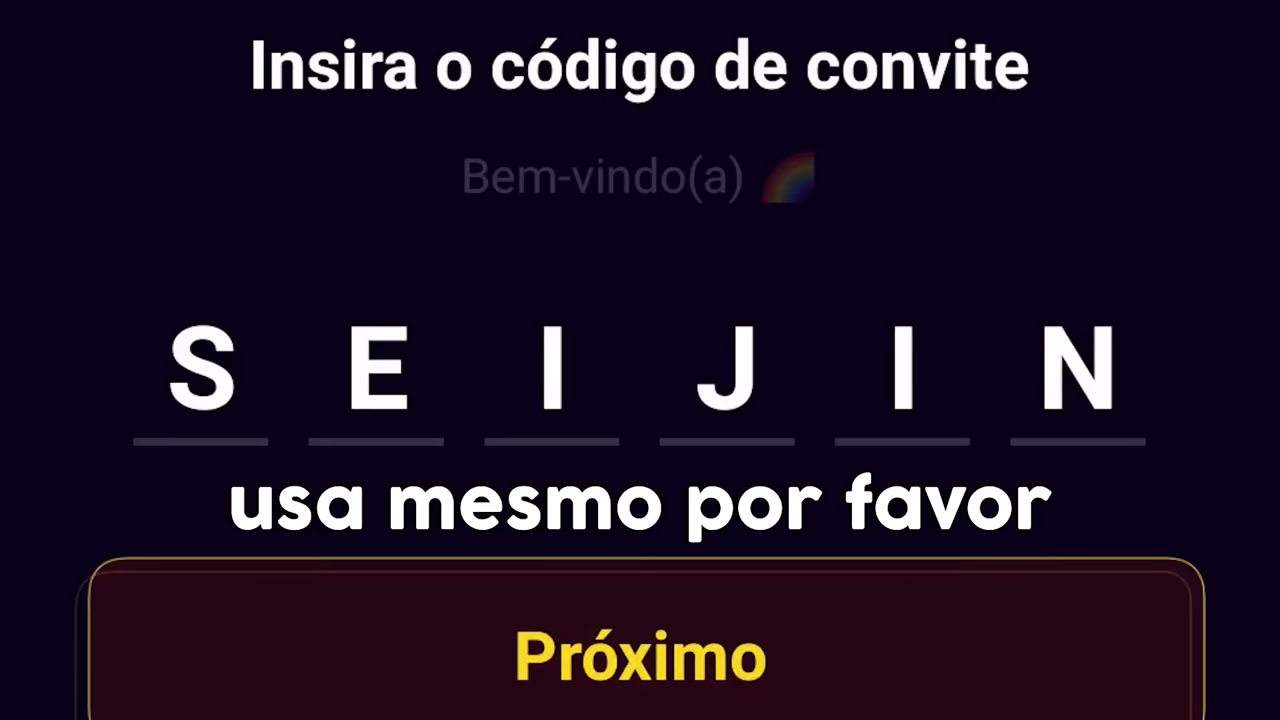 Insira o código de convite
Bem-vindo(a) 🌈
S E I J I N
usa mesmo por favor
Próximo